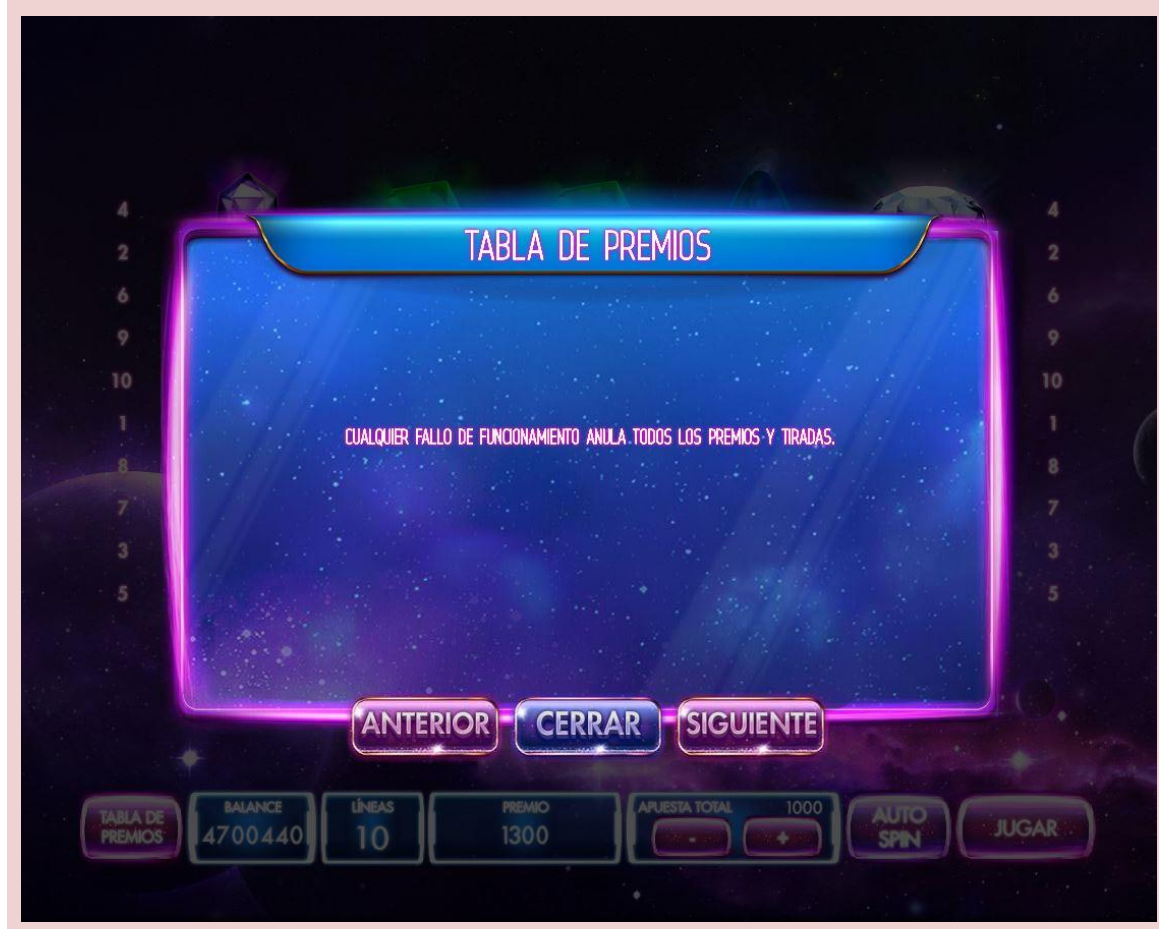 TABLA DE PREMIOS
4 4
2 2
6 6
9 9
10 10
1 1
8 8
7 7
3 3
5 5
CUALQUIER FALLO DE FUNCIONAMIENTO ANULA TODOS LOS PREMIOS Y TIRADAS.
ANTERIOR CERRAR SIGUIENTE
TABLA DE
PREMIOS
BALANCE
4700440
LÍNEAS
10
PREMIO
1300
APUESTA TOTAL 1000
- +
AUTO
SPIN
JUGAR